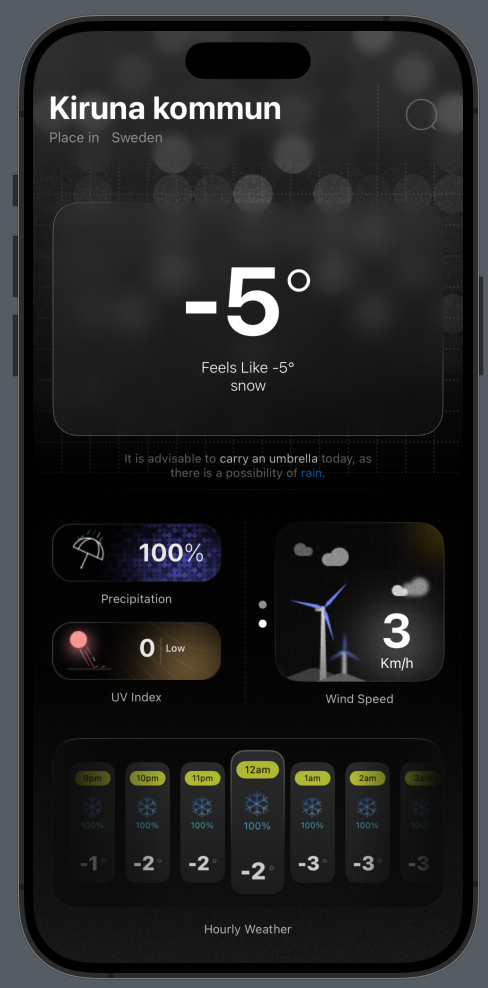 Kiruna kommun
Place in Sweden
-5°
Feels Like -5°
snow
It is advisable to carry an umbrella today, as
there is a possibility of rain.
100%
Precipitation
0 Low
UV Index
3
Km/h
Wind Speed
9pm 10pm 11pm 12am 1am 2am 3am
100% 100% 100% 100% 100% 100% 100%
-1° -2° -2° -2° -3° -3° -3
Hourly Weather